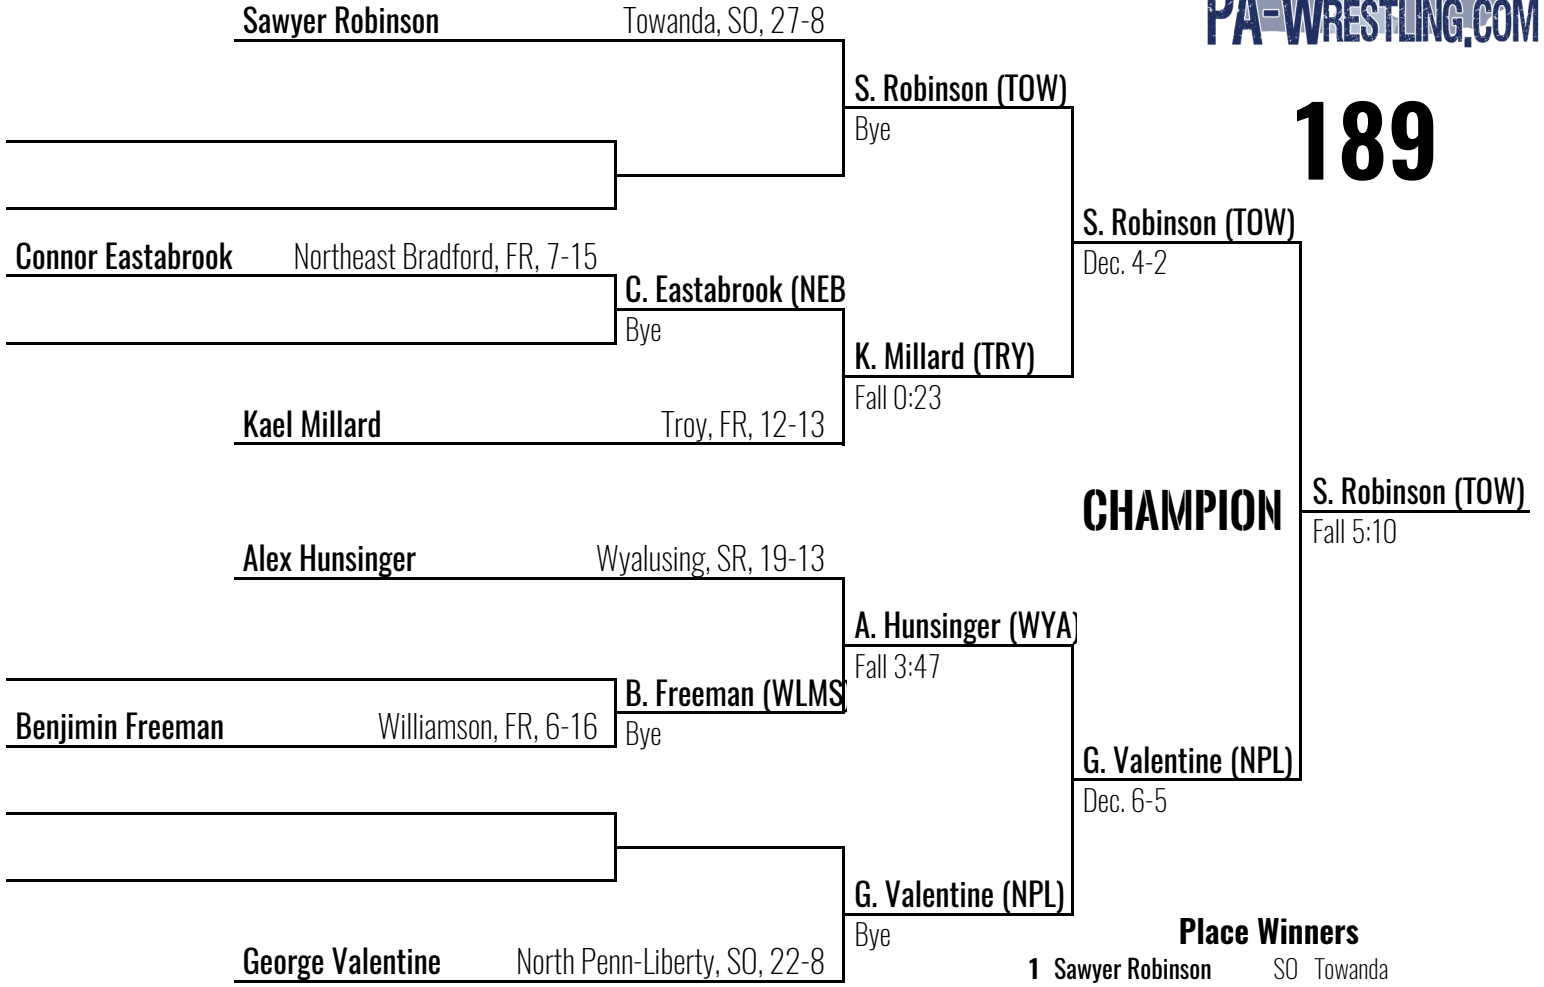 Sawyer Robinson Towanda, SO, 27-8
PA-WRESTLING.COM
S. Robinson (TOW)
Bye
189
S. Robinson (TOW)
Dec. 4-2
Connor Eastabrook Northeast Bradford, FR, 7-15
C. Eastabrook (NEB
Bye
K. Millard (TRY)
Fall 0:23
Kael Millard Troy, FR, 12-13
CHAMPION
S. Robinson (TOW)
Fall 5:10
Alex Hunsinger Wyalusing, SR, 19-13
A. Hunsinger (WYA)
Fall 3:47
B. Freeman (WLMS)
Benjimin Freeman Williamson, FR, 6-16
Bye
G. Valentine (NPL)
Dec. 6-5
G. Valentine (NPL)
Bye
George Valentine North Penn-Liberty, SO, 22-8
Place Winners
1 Sawyer Robinson SO Towanda